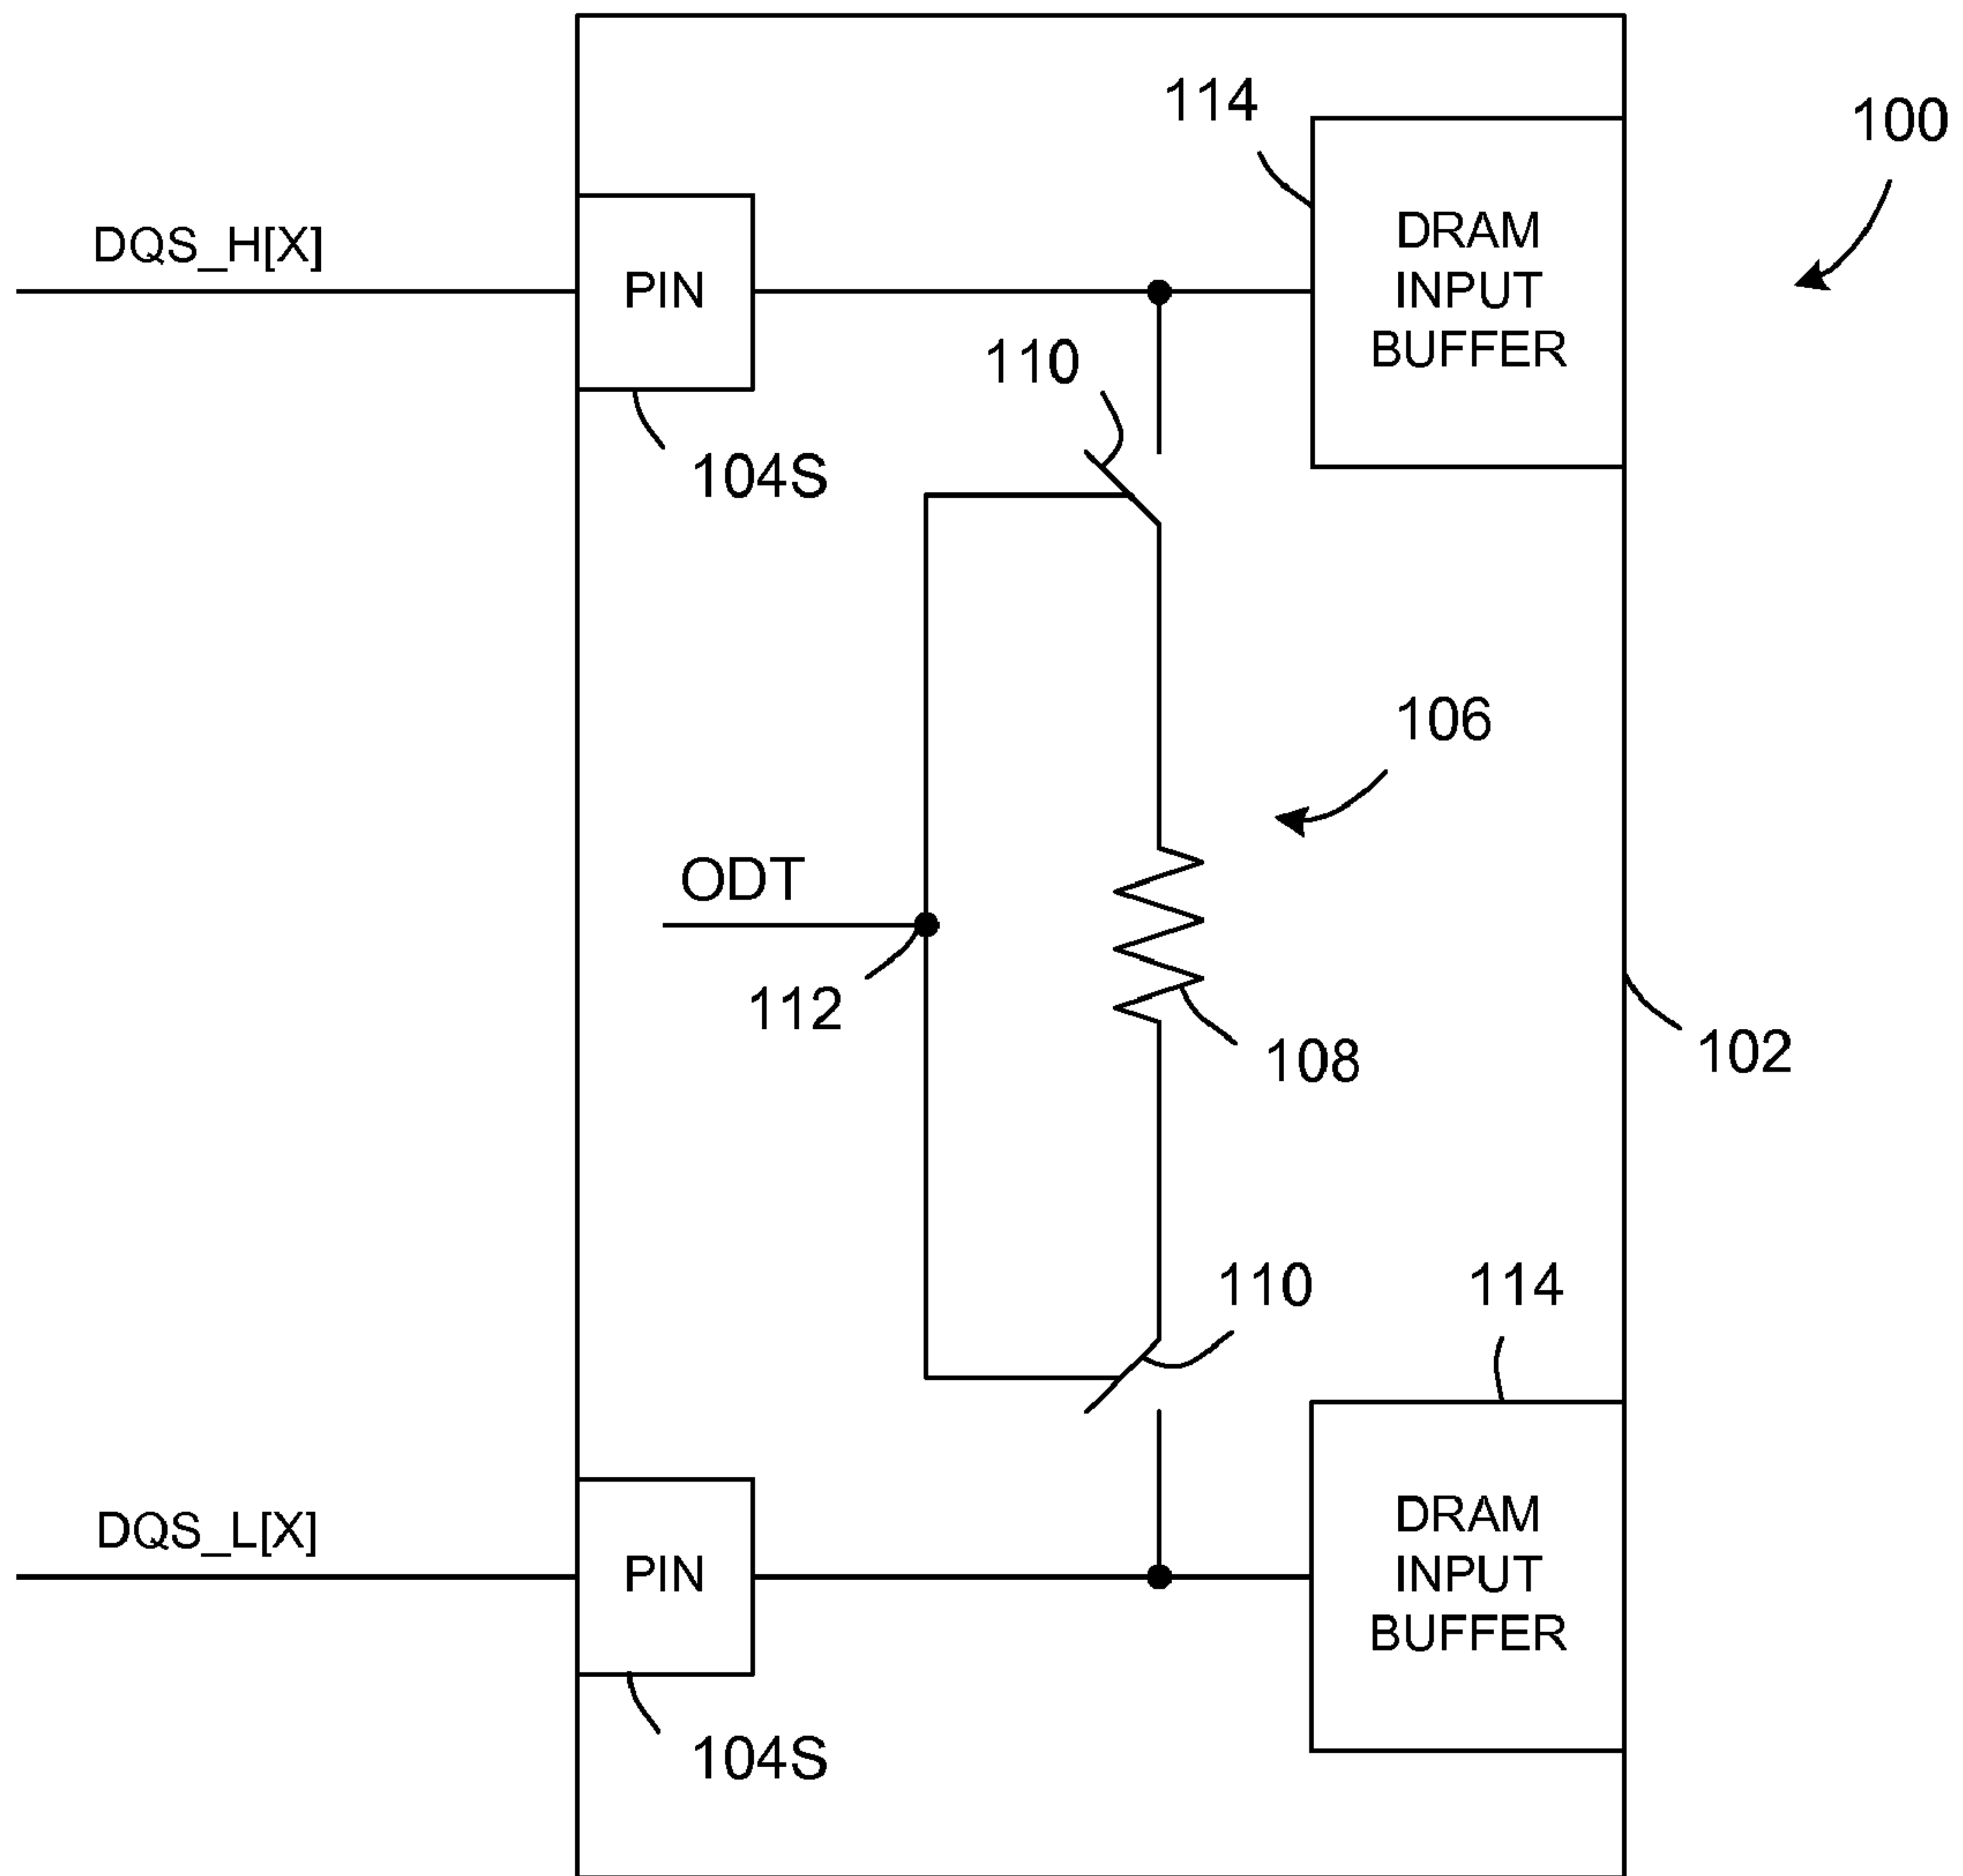 114
100
DQS_H[X]
PIN
DRAM
INPUT
BUFFER
110
104S
106
ODT
112
108
102
110
114
DQS_L[X]
PIN
DRAM
INPUT
BUFFER
104S